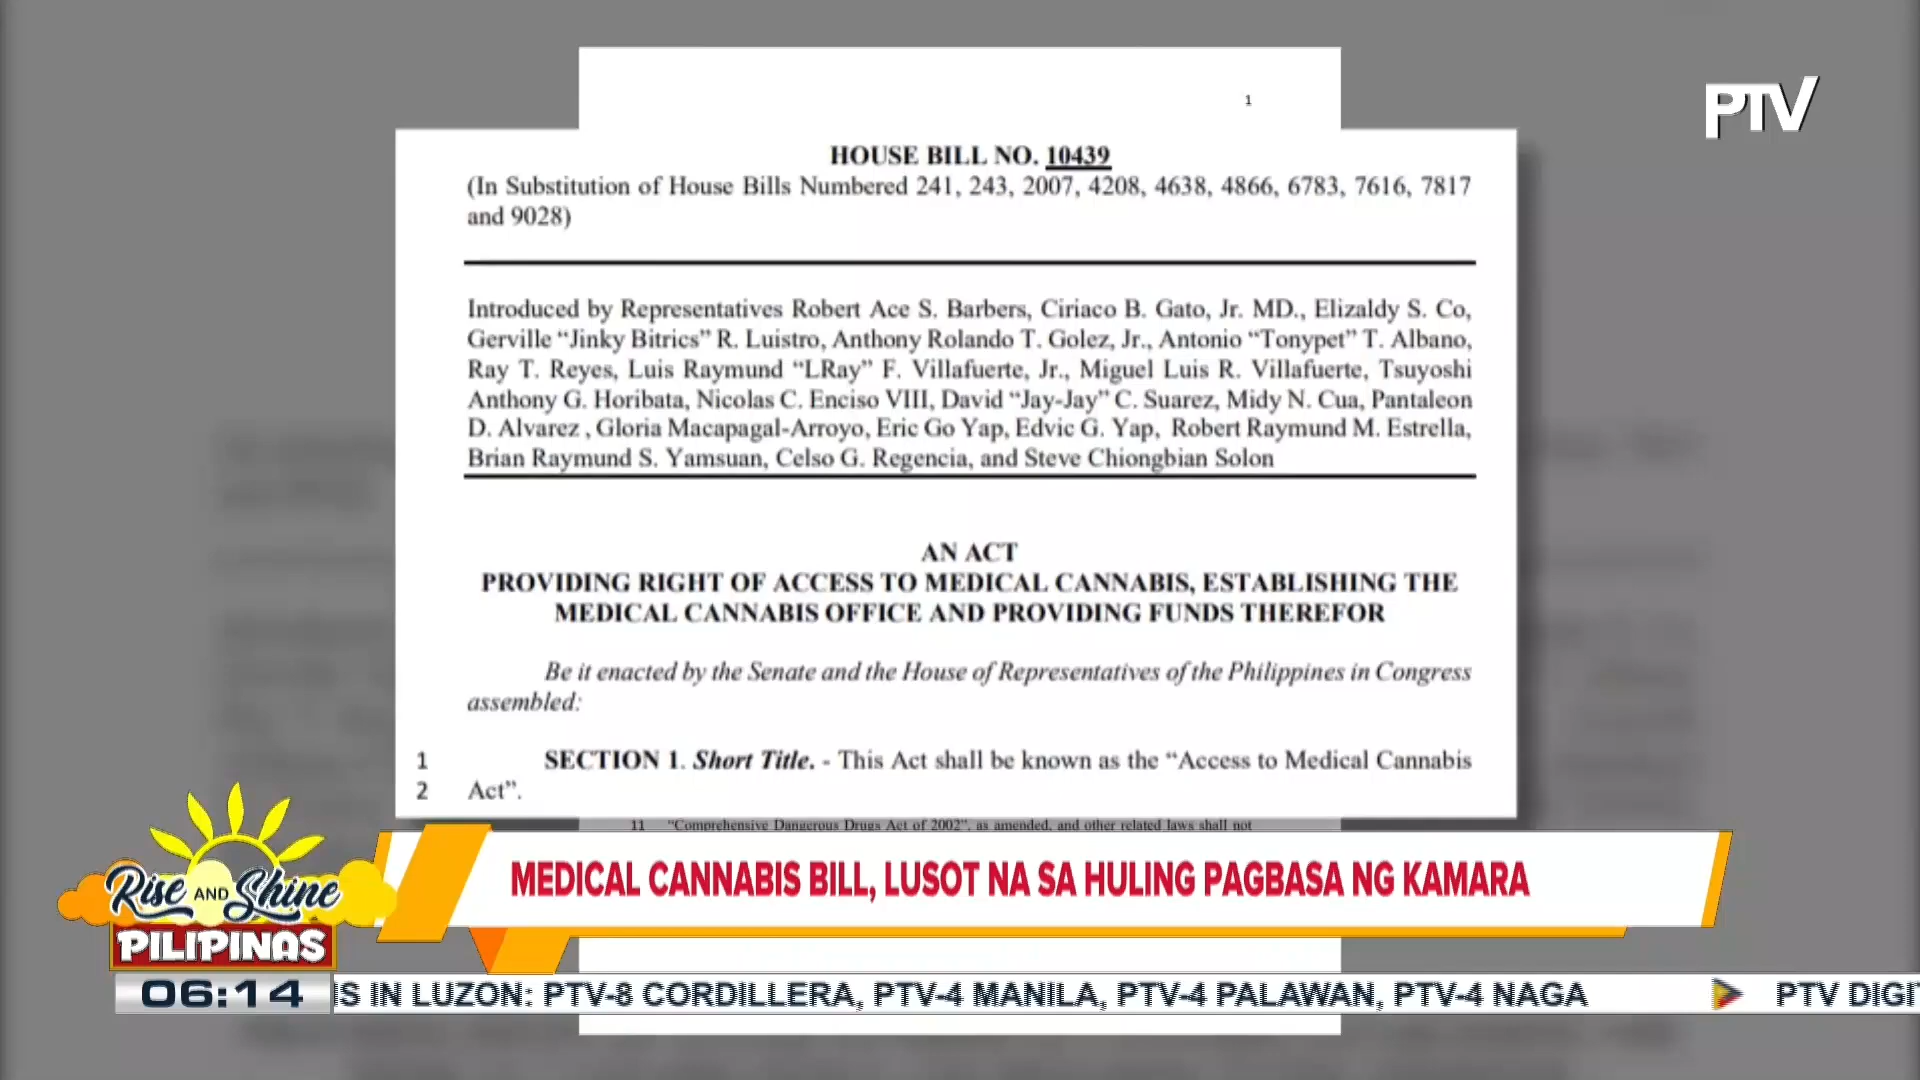 PTV
1
HOUSE BILL NO. 10439
(In Substitution of House Bills Numbered 241, 243, 2007, 4208, 4638, 4866, 6783, 7616, 7817
and 9028)
Introduced by Representatives Robert Ace S. Barbers, Ciriaco B. Gato, Jr. MD., Elizaldy S. Co,
Gerville “Jinky Bitrics” R. Luistro, Anthony Rolando T. Golez, Jr., Antonio “Tonypet” T. Albano,
Ray T. Reyes, Luis Raymund “LRay” F. Villafuerte, Jr., Miguel Luis R. Villafuerte, Tsuyoshi
Anthony G. Horibata, Nicolas C. Enciso VIII, David “Jay-Jay” C. Suarez, Midy N. Cua, Pantaleon
D. Alvarez , Gloria Macapagal-Arroyo, Eric Go Yap, Edvic G. Yap, Robert Raymund M. Estrella,
Brian Raymund S. Yamsuan, Celso G. Regencia, and Steve Chiongbian Solon
AN ACT
PROVIDING RIGHT OF ACCESS TO MEDICAL CANNABIS, ESTABLISHING THE
MEDICAL CANNABIS OFFICE AND PROVIDING FUNDS THEREFOR
Be it enacted by the Senate and the House of Representatives of the Philippines in Congress
assembled:
1 SECTION 1. Short Title. - This Act shall be known as the “Access to Medical Cannabis
2 Act”.
11 “Comprehensive Dangerous Drugs Act of 2002”, as amended, and other related laws shall not
Rise AND Shine
PILIPINAS
MEDICAL CANNABIS BILL, LUSOT NA SA HULING PAGBASA NG KAMARA
06:14
IS IN LUZON: PTV-8 CORDILLERA, PTV-4 MANILA, PTV-4 PALAWAN, PTV-4 NAGA PTV DIGI